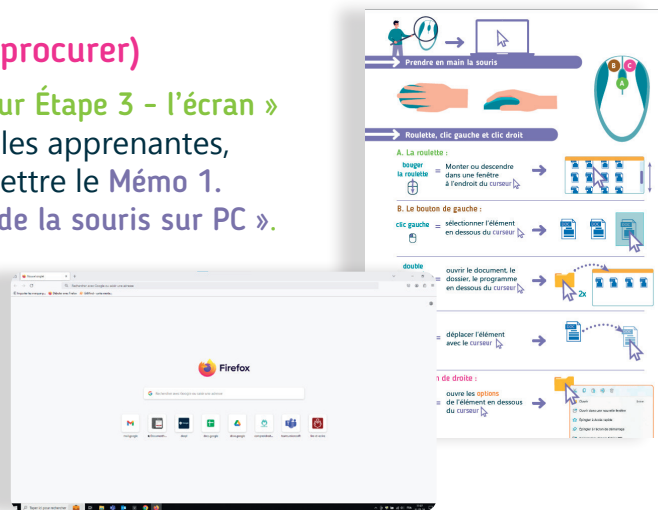 procurer)
ur Étape 3 - l'écran »
les apprenantes,
ettre le Mémo 1.
de la souris sur PC ».
Prendre en main la souris
B
C
A
Roulette, clic gauche et clic droit
A. La roulette :
bouger
la roulette
=
Monter ou descendre
dans une fenêtre
à l'endroit du curseur
B. Le bouton de gauche :
clic gauche
=
sélectionner l'élément
en dessous du curseur
double
=
ouvrir le document, le
dossier, le programme
en dessous du curseur
2x
=
déplacer l'élément
avec le curseur
n de droite :
=
ouvre les options
de l'élément en dessous
du curseur
Firefox